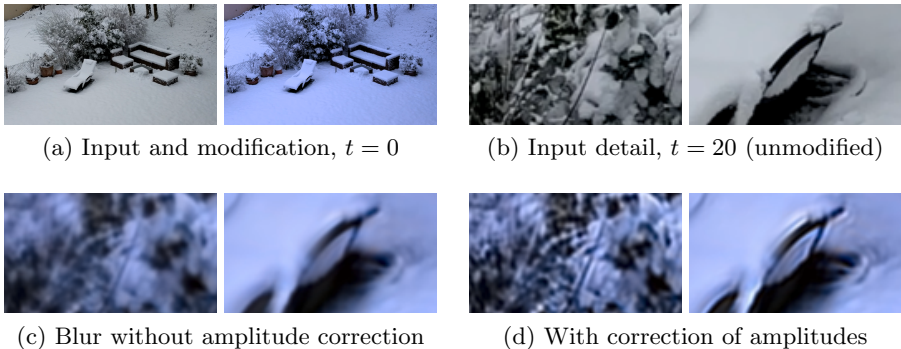 (a) Input and modification, t = 0
(b) Input detail, t = 20 (unmodified)
(c) Blur without amplitude correction
(d) With correction of amplitudes